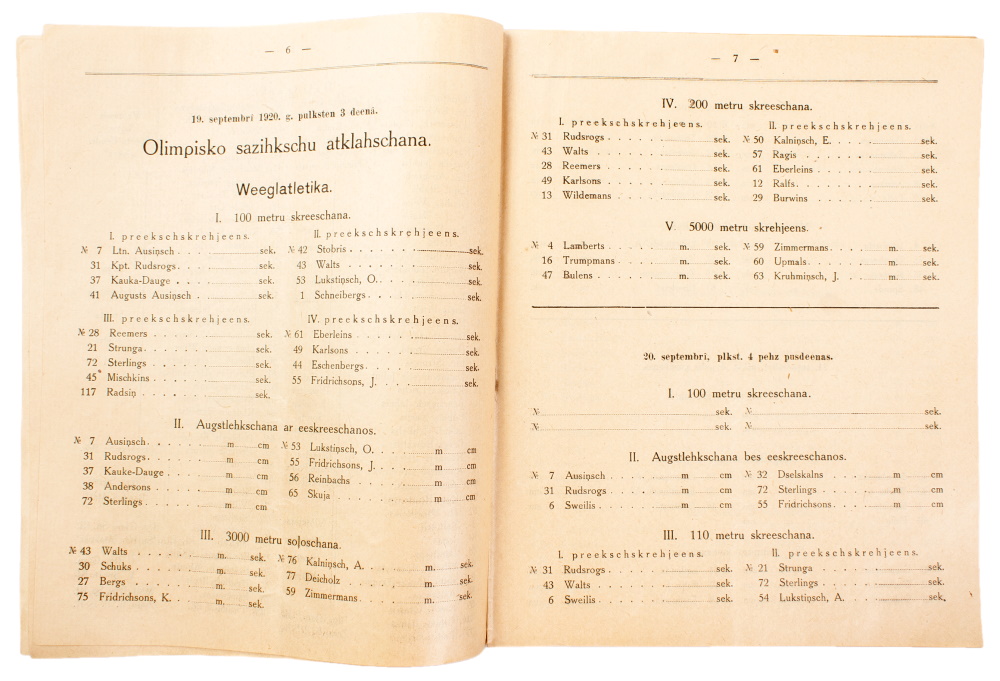 — 6 —
19. septembrī 1920. g. pulksten 3 deenā.
Olimpisko sazihkschu atklahschana.
Weeglatletika.
I. 100 metru skreeschana.
I. preekschskrehjeens.
№ 7 Ltn. Ausiņsch . . . . sek.
31 Kpt. Rudsrogs . . . . sek.
37 Kauka-Dauge . . . . sek.
41 Augusts Ausiņsch . . . . sek.
II. preekschskrehjeens.
№ 42 Stobris . . . . sek.
43 Walts . . . . sek.
53 Lukstiņsch, O. . . . . sek.
1 Schneibergs . . . . sek.
III. preekschskrehjeens.
№ 28 Reemers . . . . sek.
21 Strunga . . . . sek.
72 Sterlings . . . . sek.
45 Mischkins . . . . sek.
117 Radsiņ . . . . sek.
IV. preekschskrehjeens.
№ 61 Eberleins . . . . sek.
49 Karlsons . . . . sek.
44 Eschenbergs . . . . sek.
55 Fridrichsons, J. . . . . sek.
II. Augstlehkschana ar eeskreeschanos.
№ 7 Ausiņsch . . . . m cm
31 Rudsrogs . . . . m cm
37 Kauke-Dauge . . . . m cm
38 Andersons . . . . m cm
72 Sterlings . . . . m cm
№ 53 Lukstiņsch, O. . . . . m cm
55 Fridrichsons, J. . . . . m cm
56 Reinbachs . . . . m cm
65 Skuja . . . . m cm
III. 3000 metru soļoschana.
№ 43 Walts . . . . m. sek.
30 Schuks . . . . m. sek.
27 Bergs . . . . m. sek.
75 Fridrichsons, K. . . . . m. sek.
№ 76 Kalniņsch, A. . . . . m. sek.
77 Deicholz . . . . m. sek.
59 Zimmermans . . . . m. sek.
— 7 —
IV. 200 metru skreeschana.
I. preekschskrehjeens.
№ 31 Rudsrogs . . . . sek.
43 Walts . . . . sek.
28 Reemers . . . . sek.
49 Karlsons . . . . sek.
13 Wildemans . . . . sek.
II. preekschskrehjeens.
№ 50 Kalniņsch, E. . . . . sek.
57 Ragis . . . . sek.
61 Eberleins . . . . sek.
12 Ralfs . . . . sek.
29 Burwins . . . . sek.
V. 5000 metru skrehjeens.
№ 4 Lamberts . . . . m. sek.
16 Trumpmans . . . . m. sek.
47 Bulens . . . . m. sek.
№ 59 Zimmermans . . . . m. sek.
60 Upmals . . . . m. sek.
63 Kruhmiņsch, J. . . . . m. sek.
20. septembrī, plkst. 4 pehz pusdeenas.
I. 100 metru skreeschana.
№ sek. № sek.
№ sek. № sek.
II. Augstlehkschana bes eeskreeschanos.
№ 7 Ausiņsch . . . . m cm
31 Rudsrogs . . . . m cm
6 Sweilis . . . . m cm
№ 32 Dselskalns . . . . m cm
72 Sterlings . . . . m cm
55 Fridrichsons . . . . m cm
III. 110 metru skreeschana.
I. preekschskrehjeens.
№ 31 Rudsrogs . . . . sek.
43 Walts . . . . sek.
6 Sweilis . . . . sek.
II. preekschskrehjeens.
№ 21 Strunga . . . . sek.
72 Sterlings . . . . sek.
54 Lukstiņsch, A. . . . . sek.